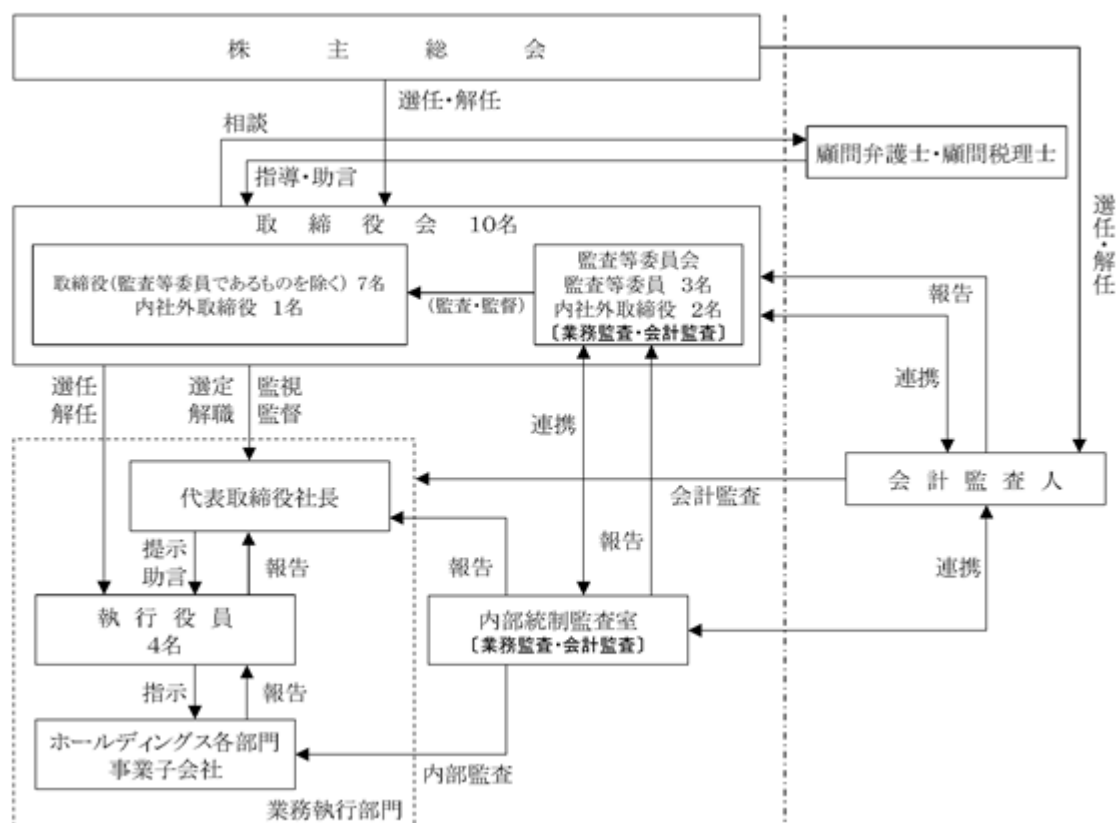 株主総会
選任・解任
相談
顧問弁護士・顧問税理士
指導・助言
選任・解任
取締役会 10名
取締役(監査等委員であるものを除く) 7名
内社外取締役 1名
(監査・監督)
監査等委員会
監査等委員 3名
内社外取締役 2名
〔業務監査・会計監査〕
報告
連携
選任
解任
選定
解職
監視
監督
連携
代表取締役社長
会計監査
会計監査人
提示
助言
報告
報告
報告
連携
執行役員
4名
内部統制監査室
〔業務監査・会計監査〕
指示
報告
ホールディングス各部門
事業子会社
内部監査
業務執行部門